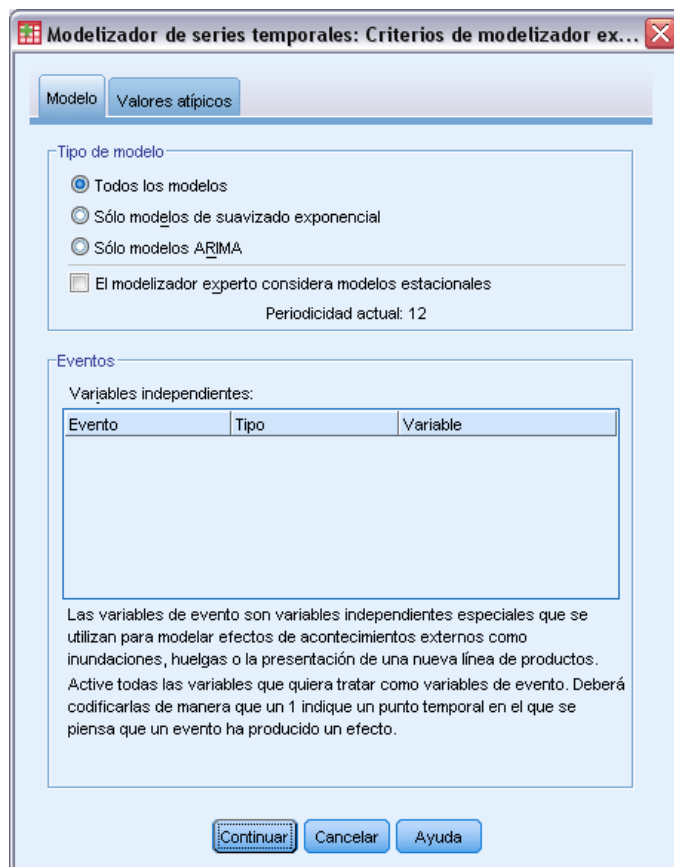 Modelizador de series temporales: Criterios de modelizador ex...
Modelo
Valores atípicos
Tipo de modelo
Todos los modelos
Sólo modelos de suavizado exponencial
Sólo modelos ARIMA
El modelizador experto considera modelos estacionales
Periodicidad actual: 12
Eventos
Variables independientes:
Evento Tipo Variable
Las variables de evento son variables independientes especiales que se
utilizan para modelar efectos de acontecimientos externos como
inundaciones, huelgas o la presentación de una nueva línea de productos.
Active todas las variables que quiera tratar como variables de evento. Deberá
codificarlas de manera que un 1 indique un punto temporal en el que se
piensa que un evento ha producido un efecto.
Continuar Cancelar Ayuda